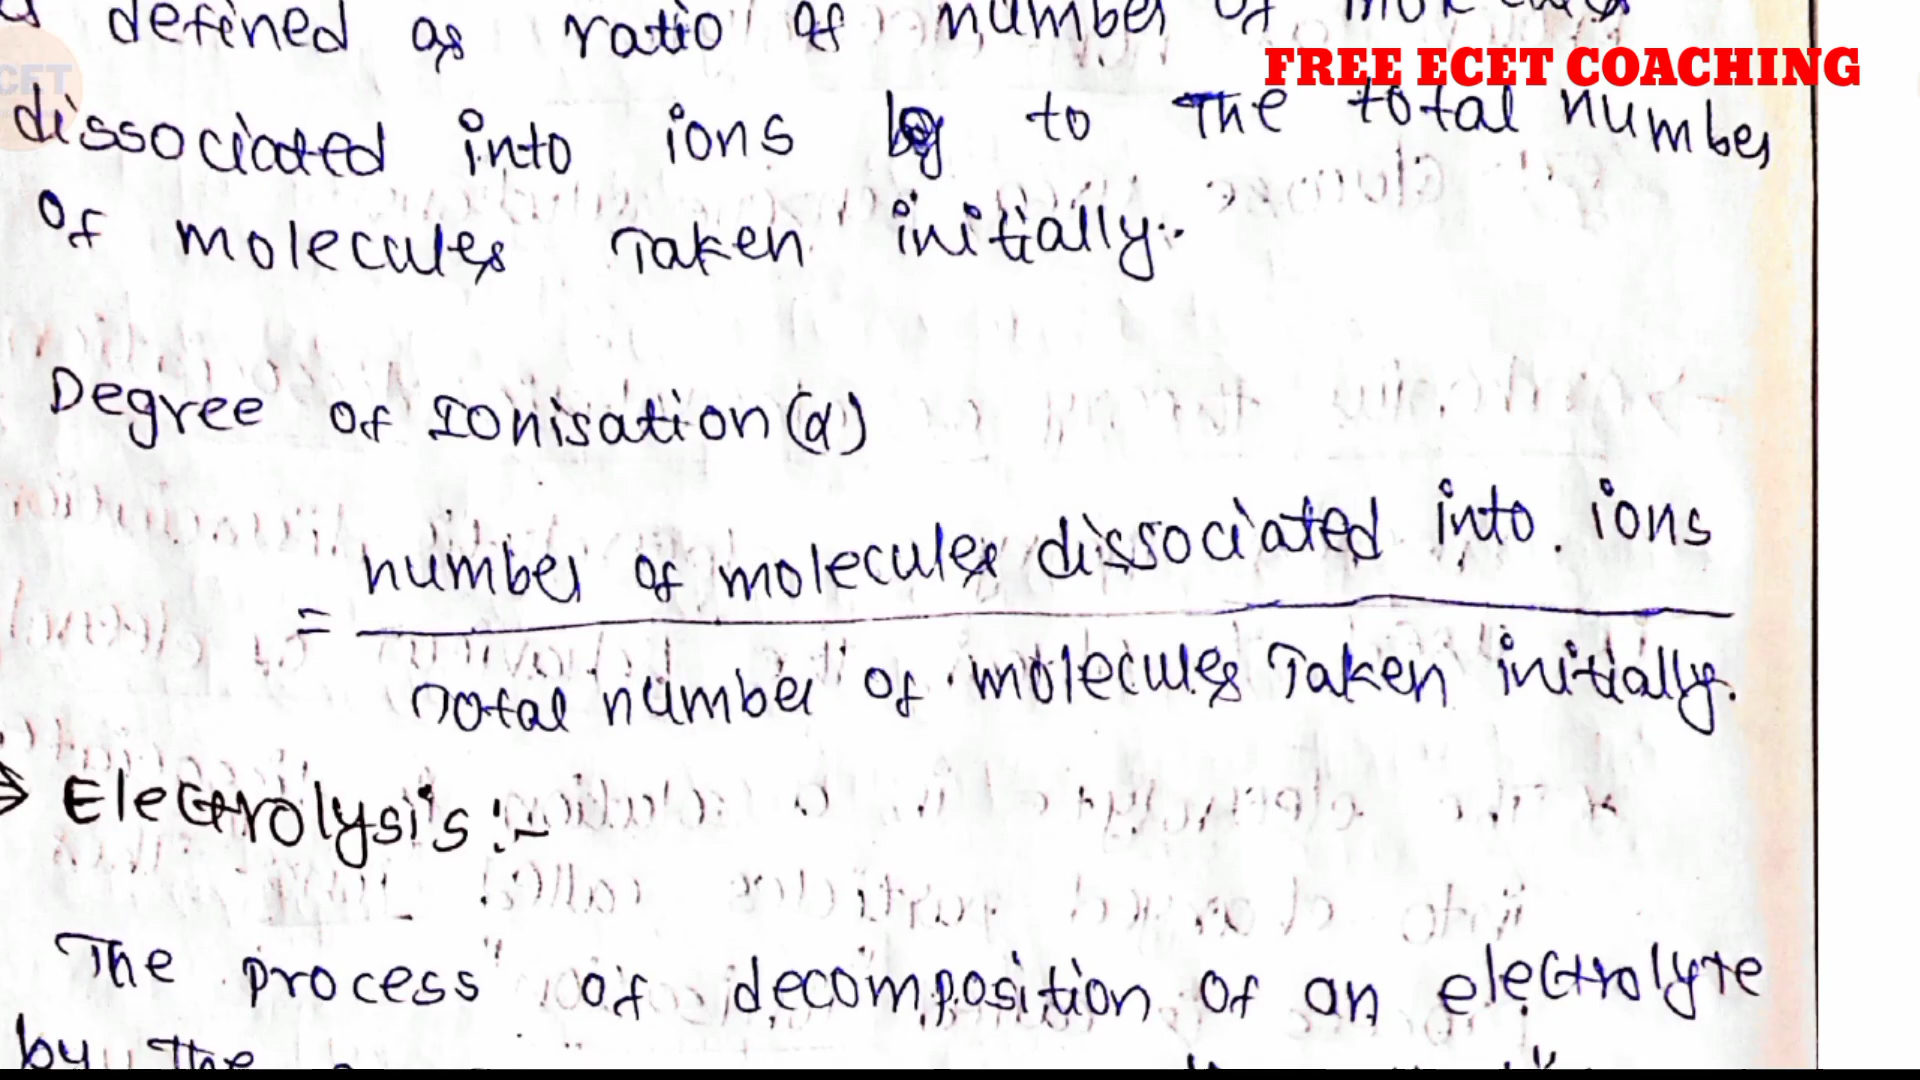 defined as ratio of number of
FREE ECET COACHING
CET
dissociated into ions to The total number
of molecules Taken initially.
Degree of Ionisation (α)
number of molecules dissociated into ions
=
Total number of molecules Taken initially.
⇒ Electrolysis :-
The process of decomposition of an electrolyte
by the